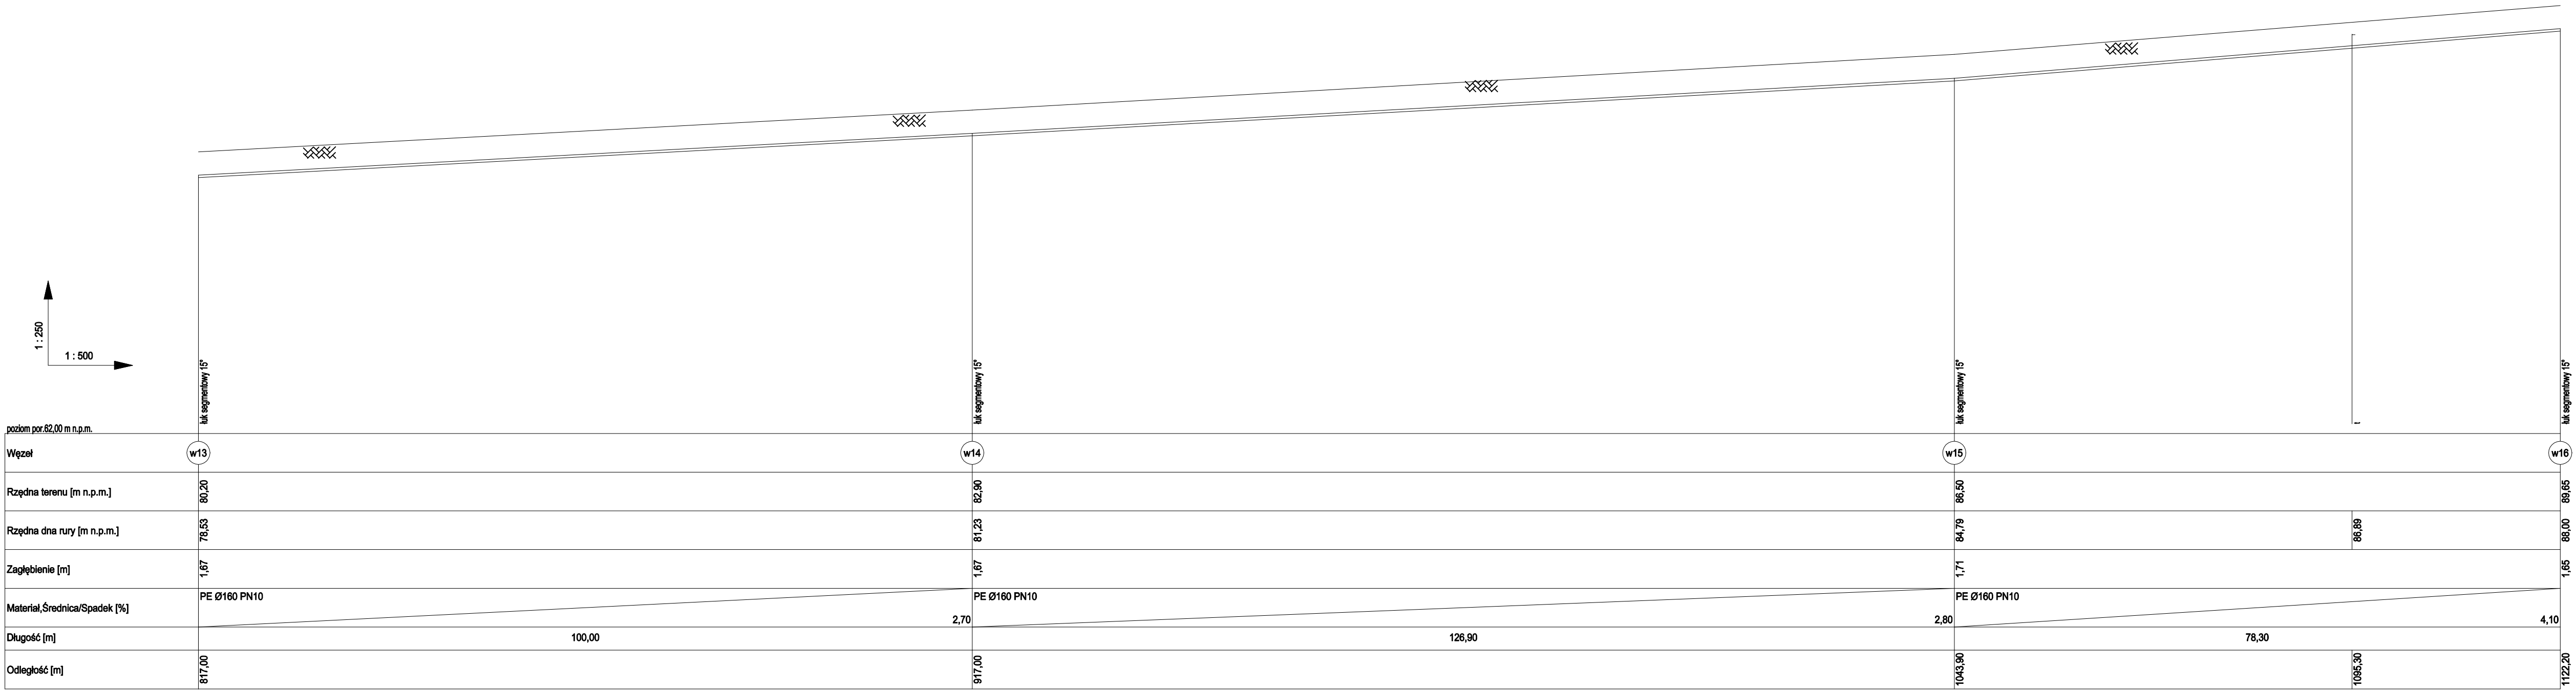 1 : 250
1 : 500
łuk segmentowy 15°
łuk segmentowy 15°
łuk segmentowy 15°
t
łuk segmentowy 15°
poziom por.62,00 m n.p.m.
Węzeł w13 w14 w15 w16
Rzędna terenu [m n.p.m.] 80,20 82,90 86,50 89,65
Rzędna dna rury [m n.p.m.] 78,53 81,23 84,79 86,89 88,00
Zagłębienie [m] 1,67 1,67 1,71 1,65
PE Ø160 PN10 PE Ø160 PN10 PE Ø160 PN10
Materiał,Średnica/Spadek [%]
2,70 2,80 4,10
Długość [m] 100,00 126,90 78,30
Odległość [m] 817,00 917,00 1043,90 1095,30 1122,20